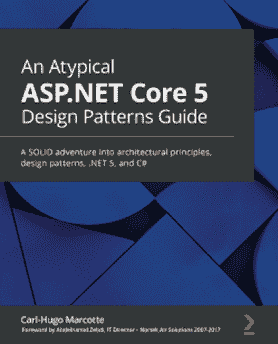 An Atypical
ASP.NET Core 5
Design Patterns Guide
A SOLID adventure into architectural principles,
design patterns, .NET 5, and C#
Carl-Hugo Marcotte
Foreword by Abdelhamid Zebdi, IT Director – Nortek Air Solutions 2007-2017